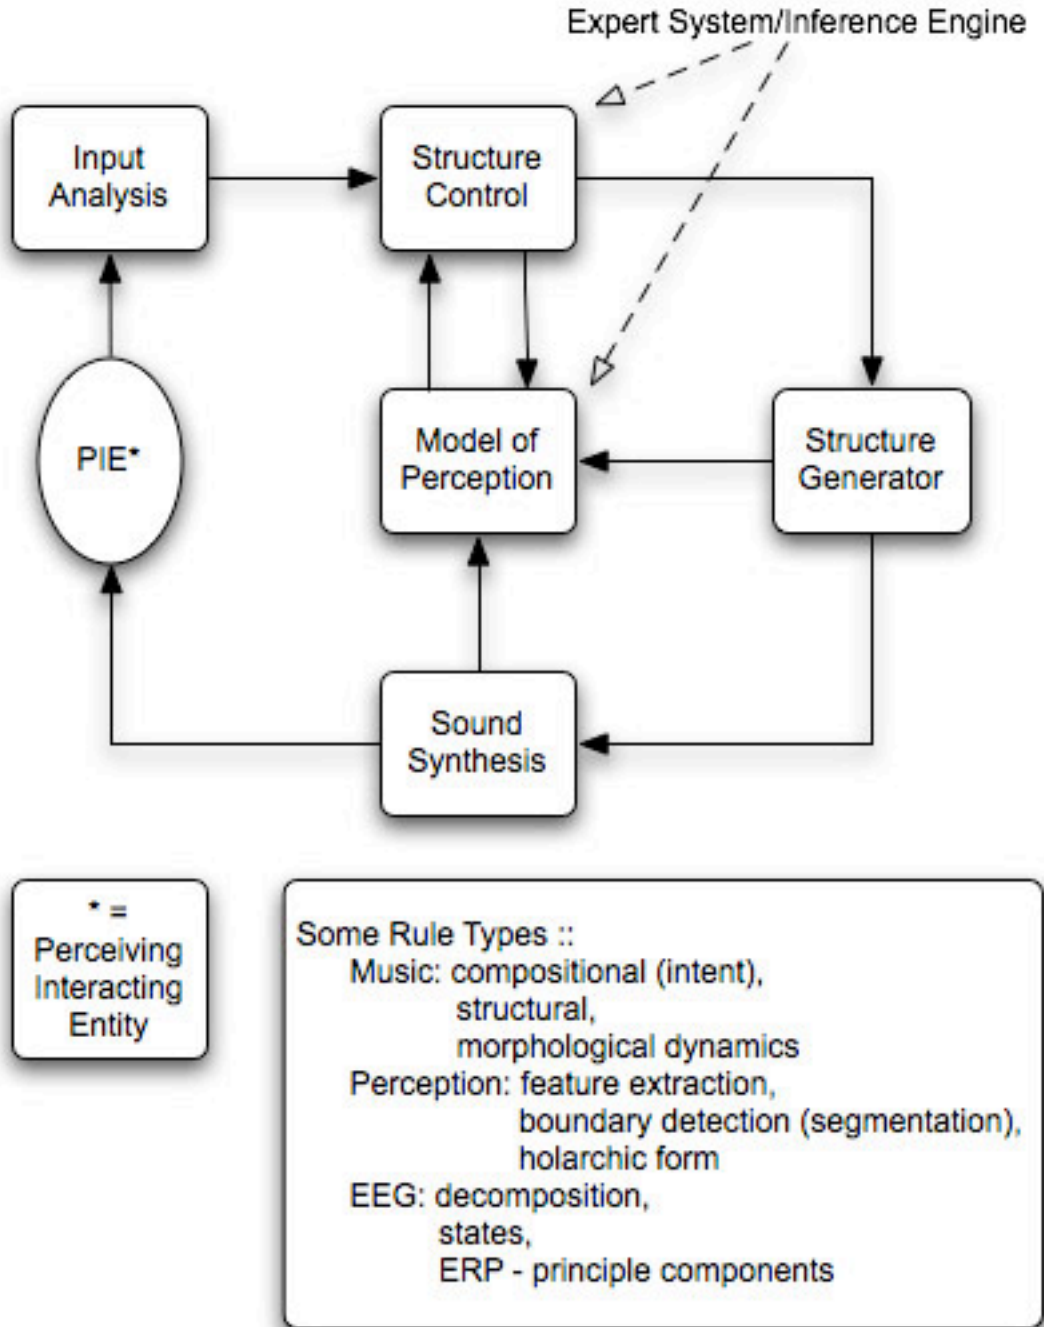 Expert System/Inference Engine
Input
Analysis
Structure
Control
PIE*
Model of
Perception
Structure
Generator
Sound
Synthesis
* =
Perceiving
Interacting
Entity
Some Rule Types ::
Music: compositional (intent),
structural,
morphological dynamics
Perception: feature extraction,
boundary detection (segmentation),
holarchic form
EEG: decomposition,
states,
ERP - principle components